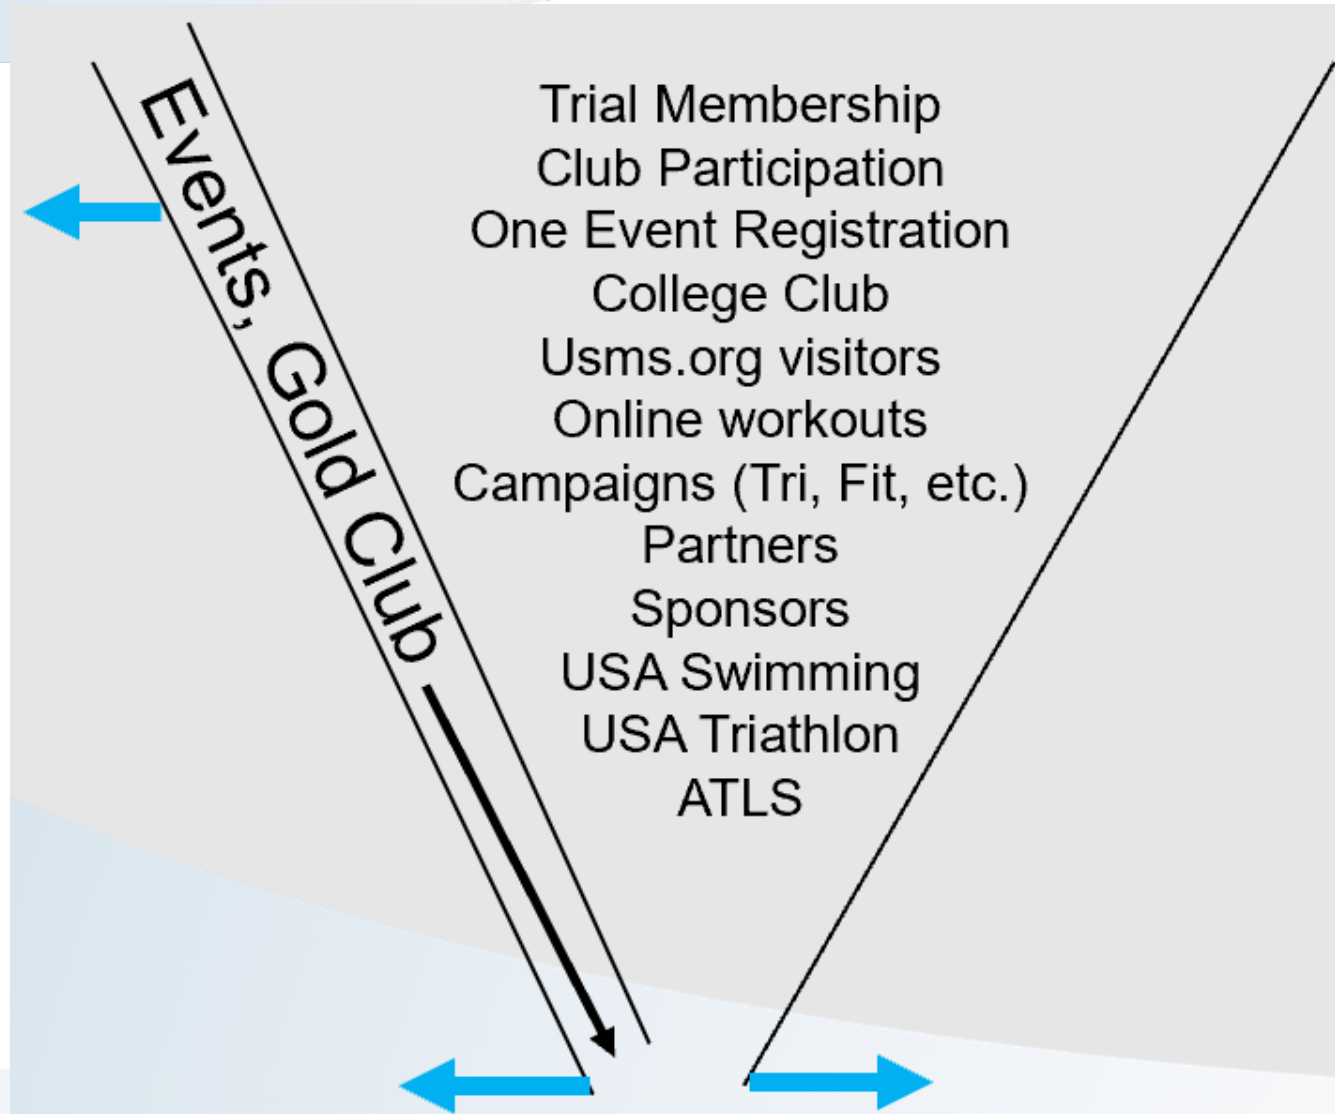 Events, Gold Club
Trial Membership
Club Participation
One Event Registration
College Club
Usms.org visitors
Online workouts
Campaigns (Tri, Fit, etc.)
Partners
Sponsors
USA Swimming
USA Triathlon
ATLS